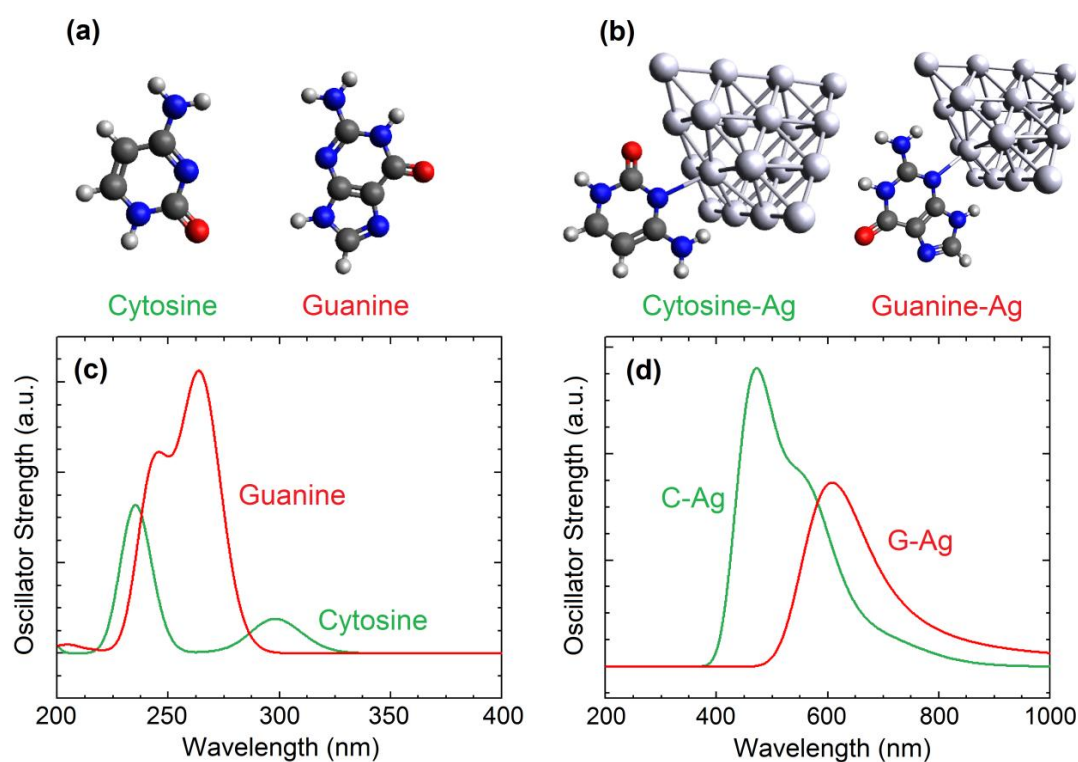 (a)
(b)
Cytosine
Guanine
Cytosine-Ag
Guanine-Ag
(c)
Guanine
Cytosine
Oscillator Strength (a.u.)
200
250
300
350
400
Wavelength (nm)
(d)
C-Ag
G-Ag
Oscillator Strength (a.u.)
200
400
600
800
1000
Wavelength (nm)